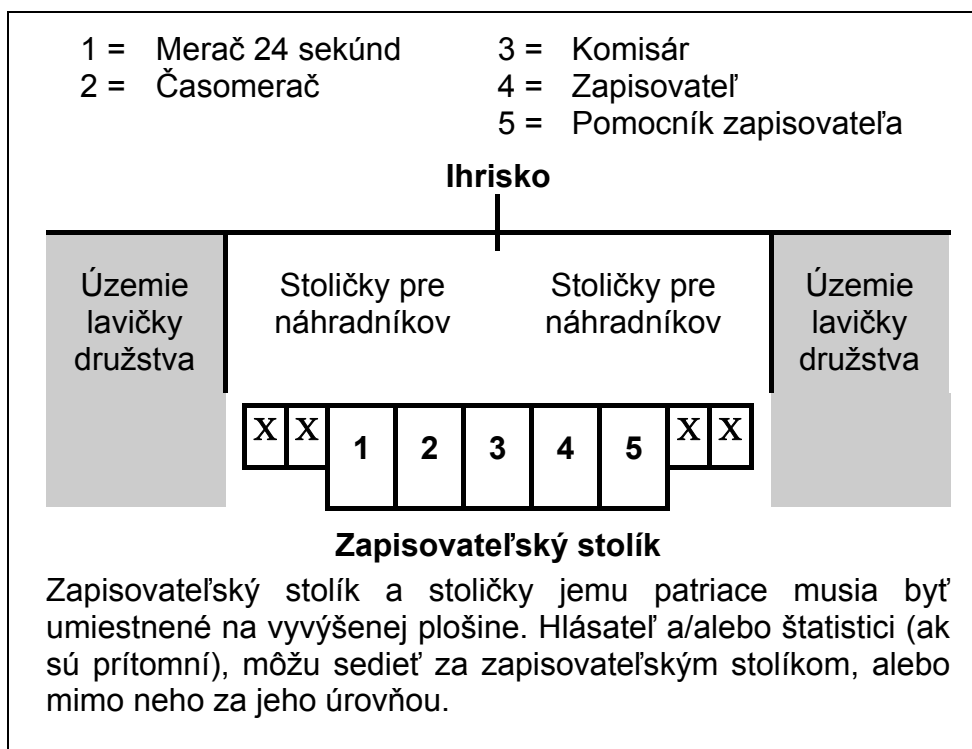 1 = Merač 24 sekúnd
2 = Časomerač
3 = Komisár
4 = Zapisovateľ
5 = Pomocník zapisovateľa
Ihrisko
Územie
lavičky
družstva
Stoličky pre
náhradníkov
Stoličky pre
náhradníkov
Územie
lavičky
družstva
X X 1 2 3 4 5 X X
Zapisovateľský stolík
Zapisovateľský stolík a stoličky jemu patriace musia byť
umiestnené na vyvýšenej plošine. Hlásateľ a/alebo štatistici (ak
sú prítomní), môžu sedieť za zapisovateľským stolíkom, alebo
mimo neho za jeho úrovňou.